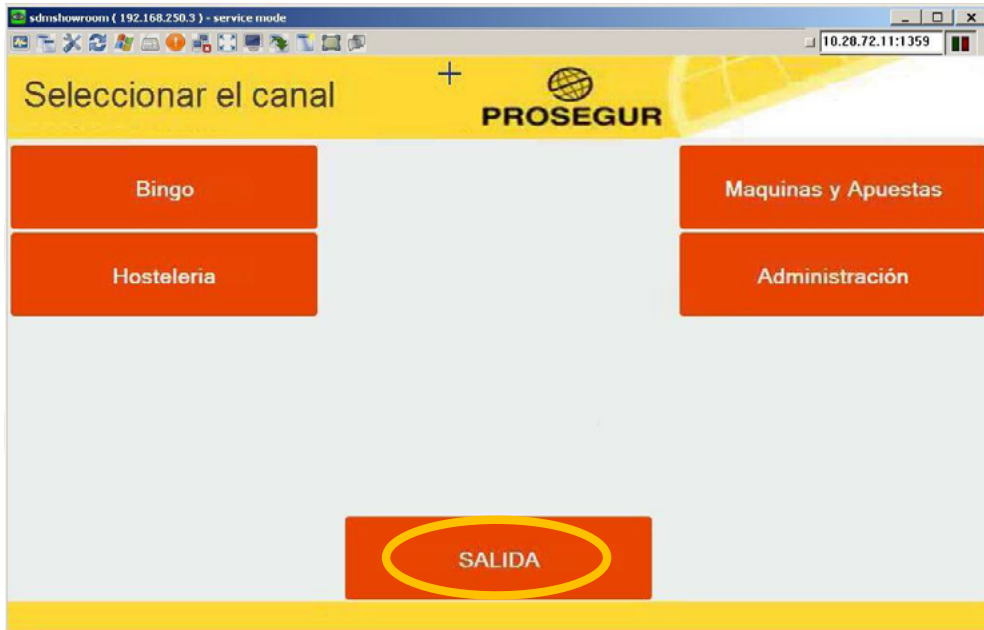 sdmshowroom ( 192.168.250.3 ) - service mode
10.28.72.11:1359
Seleccionar el canal
PROSEGUR
Bingo
Maquinas y Apuestas
Hosteleria
Administración
SALIDA